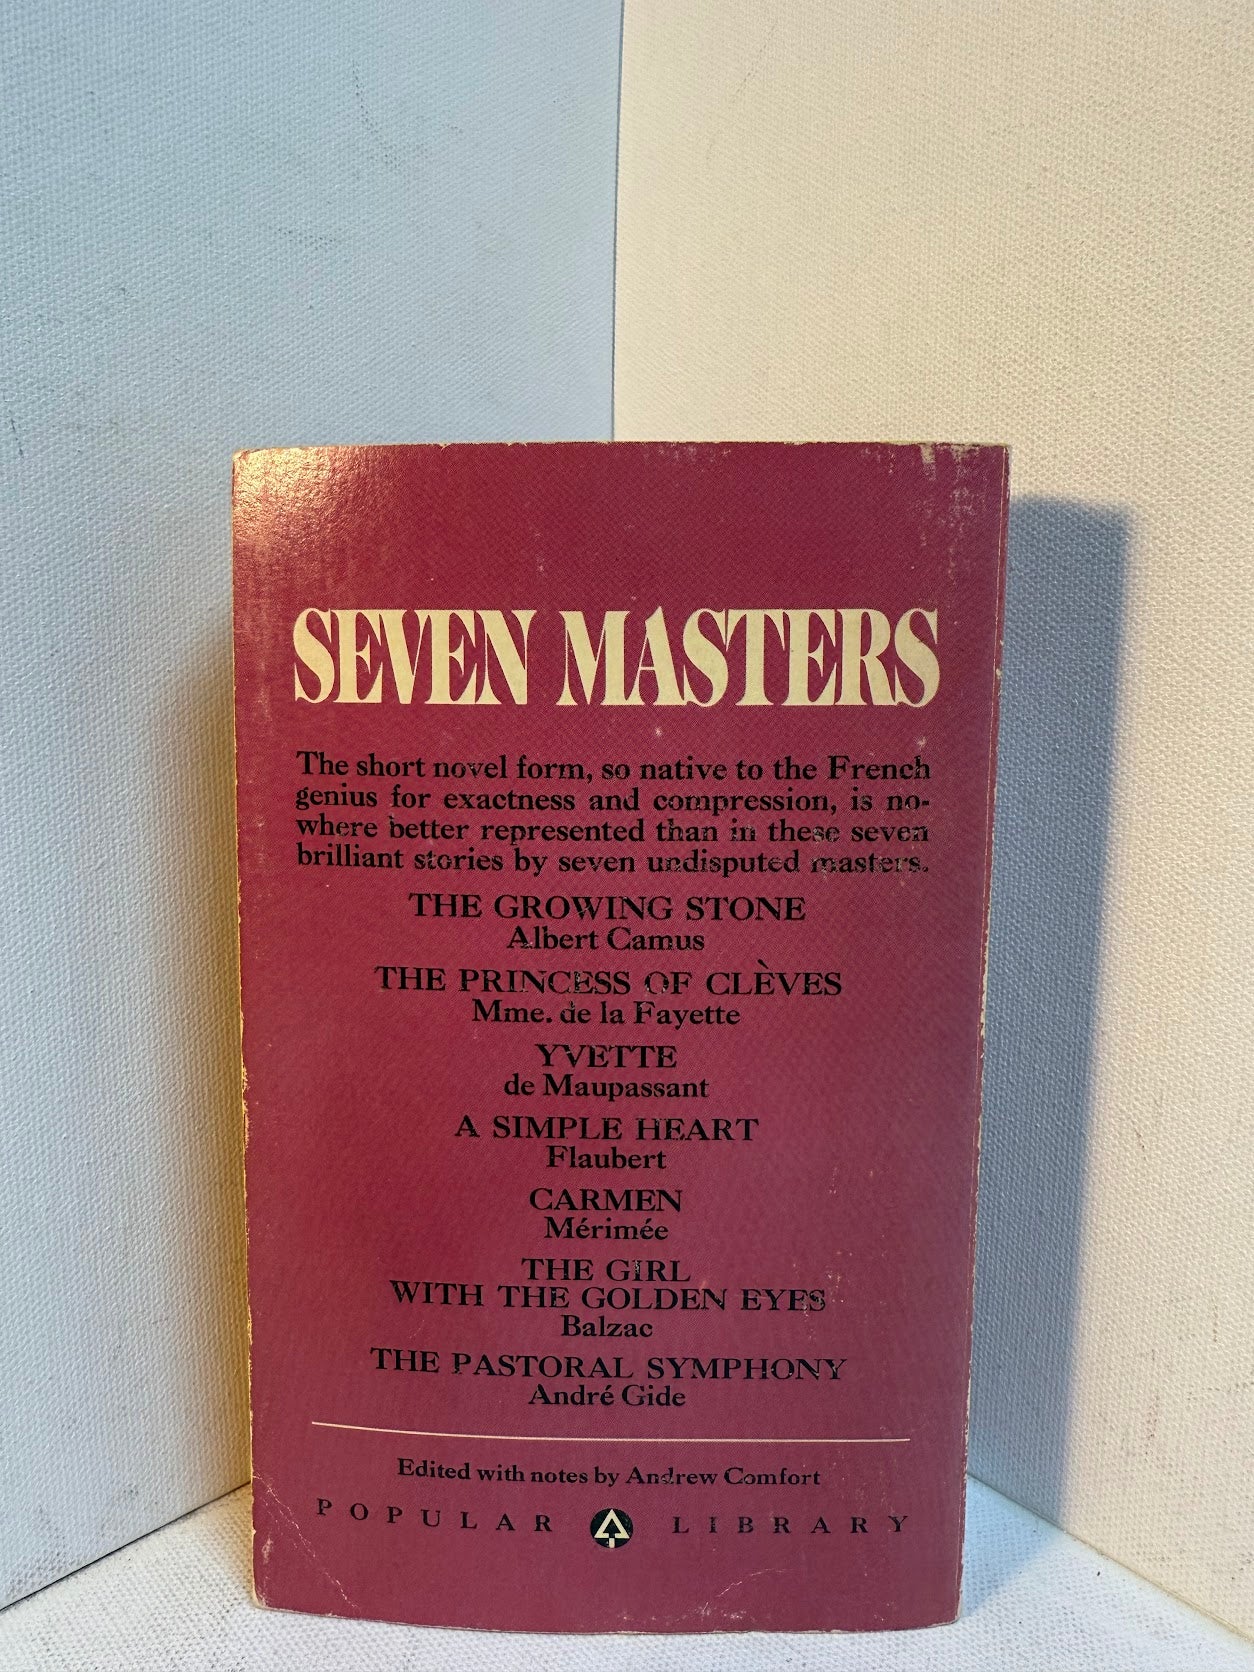 SEVEN MASTERS
The short novel form, so native to the French
genius for exactness and compression, is no-
where better represented than in these seven
brilliant stories by seven undisputed masters.
THE GROWING STONE
Albert Camus
THE PRINCESS OF CLÈVES
Mme. de la Fayette
YVETTE
de Maupassant
A SIMPLE HEART
Flaubert
CARMEN
Mérimée
THE GIRL
WITH THE GOLDEN EYES
Balzac
THE PASTORAL SYMPHONY
André Gide
Edited with notes by Andrew Comfort
POPULAR LIBRARY